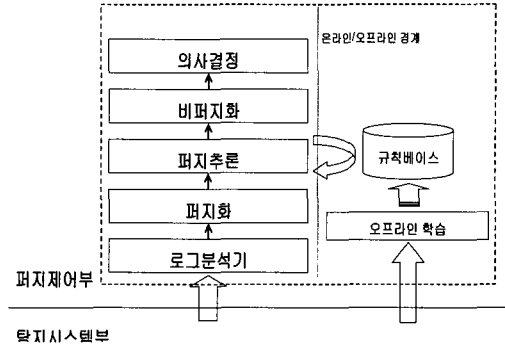 온라인/오프라인 경계
의사결정
비퍼지화
퍼지추론
규칙베이스
퍼지화
오프라인 학습
로그분석기
퍼지제어부
탐지시스템부